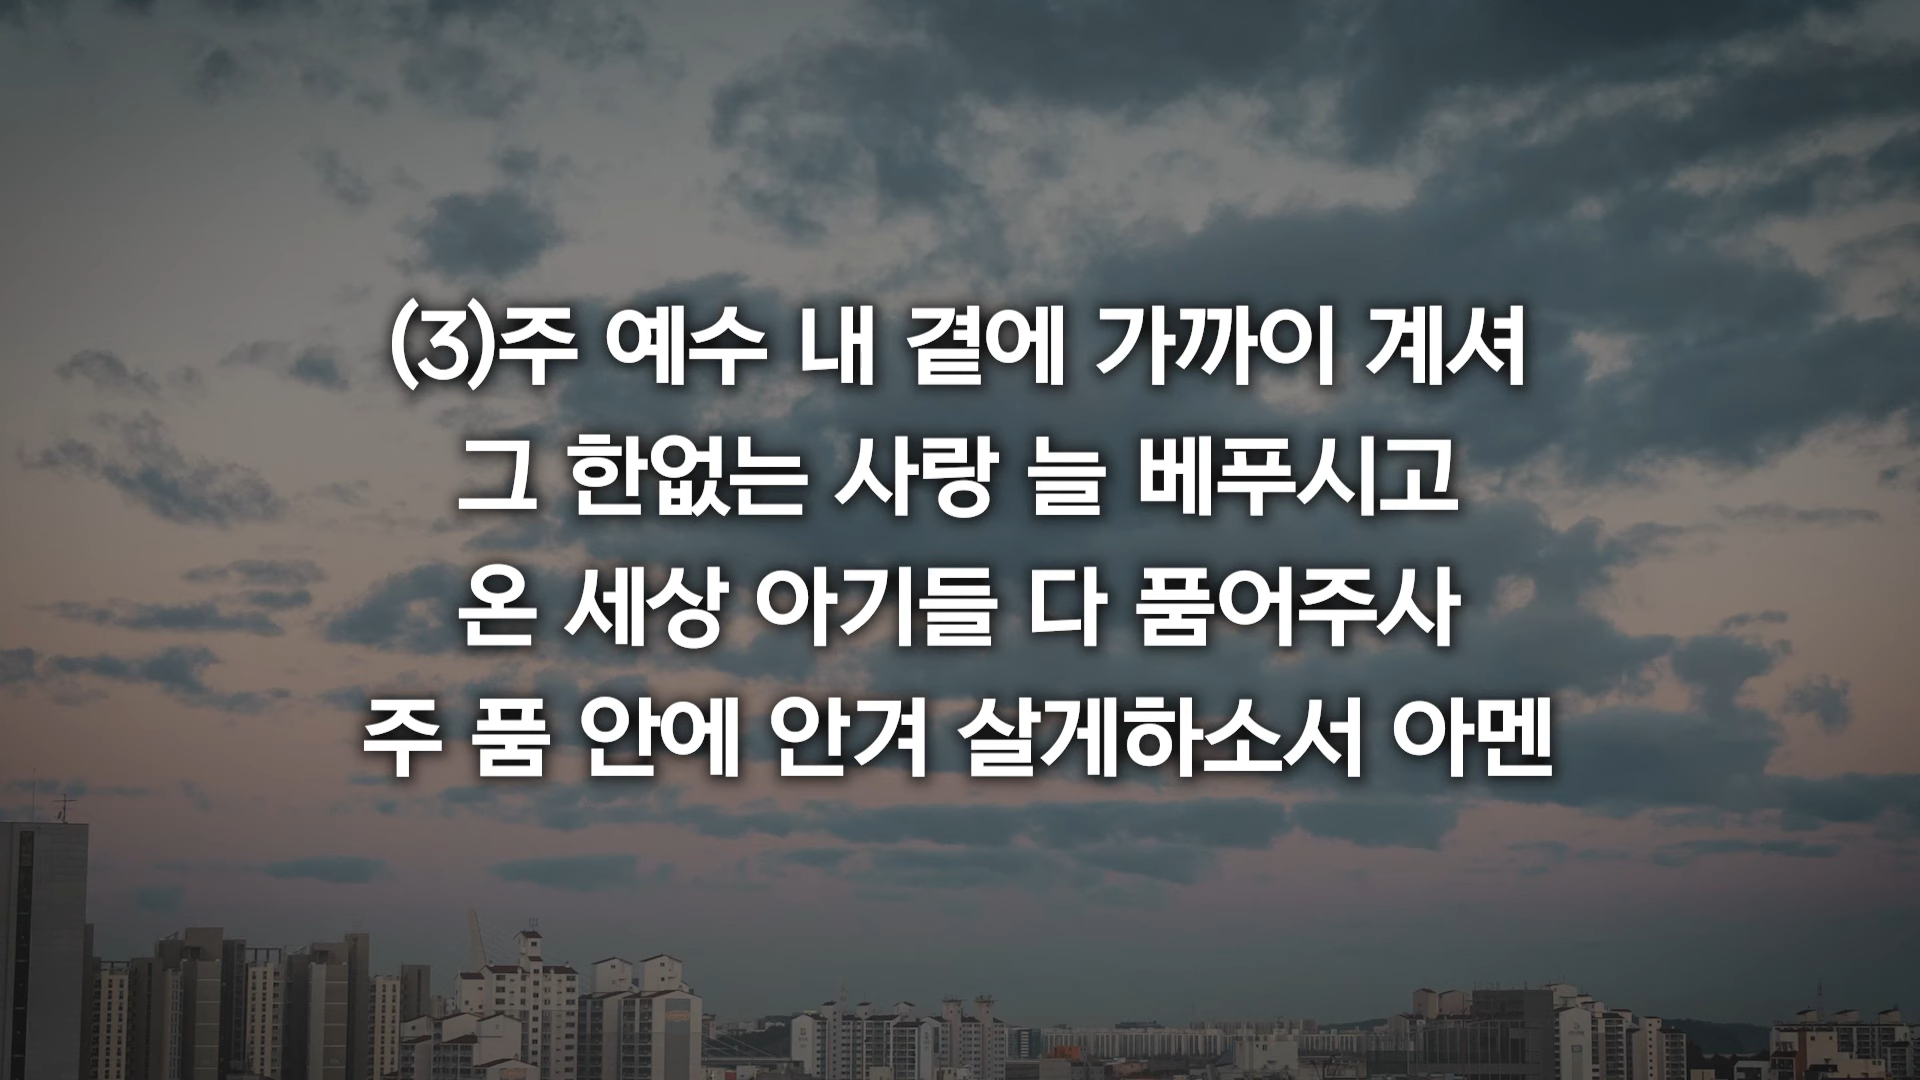 (3)주 예수 내 곁에 가까이 계셔
그 한없는 사랑 늘 베푸시고
온 세상 아기들 다 품어주사
주 품 안에 안겨 살게하소서 아멘